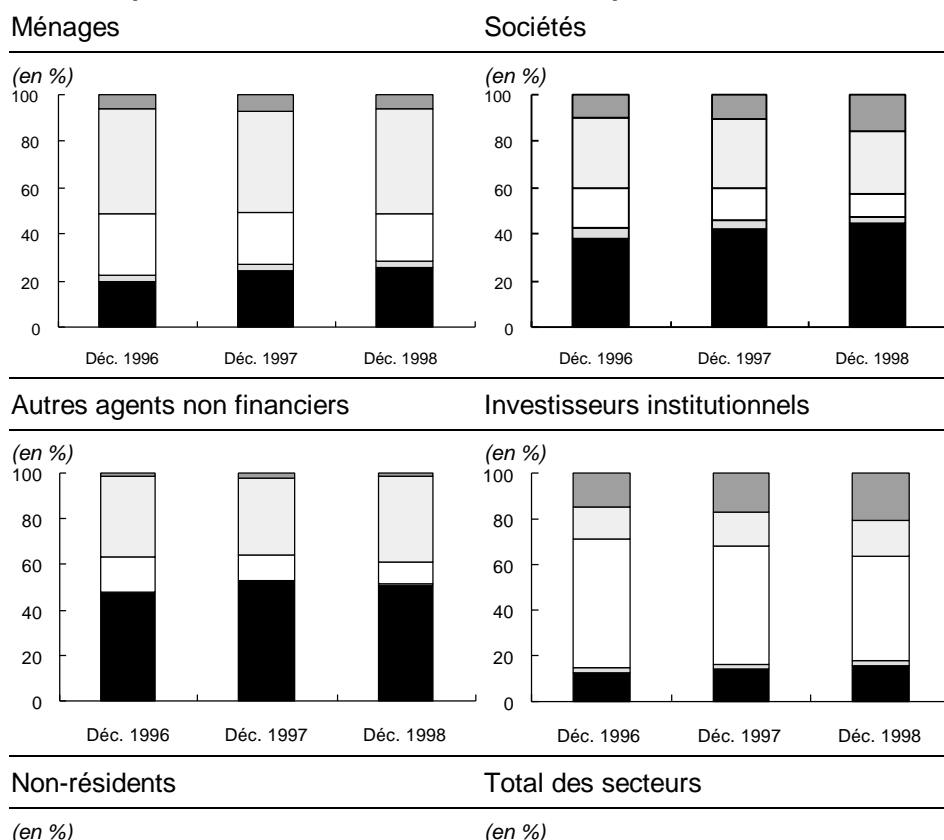 Ménages
Sociétés
(en %)
(en %)
100
80
60
40
20
0
Déc. 1996
Déc. 1997
Déc. 1998
100
80
60
40
20
0
Déc. 1996
Déc. 1997
Déc. 1998
Autres agents non financiers
Investisseurs institutionnels
(en %)
(en %)
100
80
60
40
20
0
Déc. 1996
Déc. 1997
Déc. 1998
100
80
60
40
20
0
Déc. 1996
Déc. 1997
Déc. 1998
Non-résidents
Total des secteurs
(en %)
(en %)